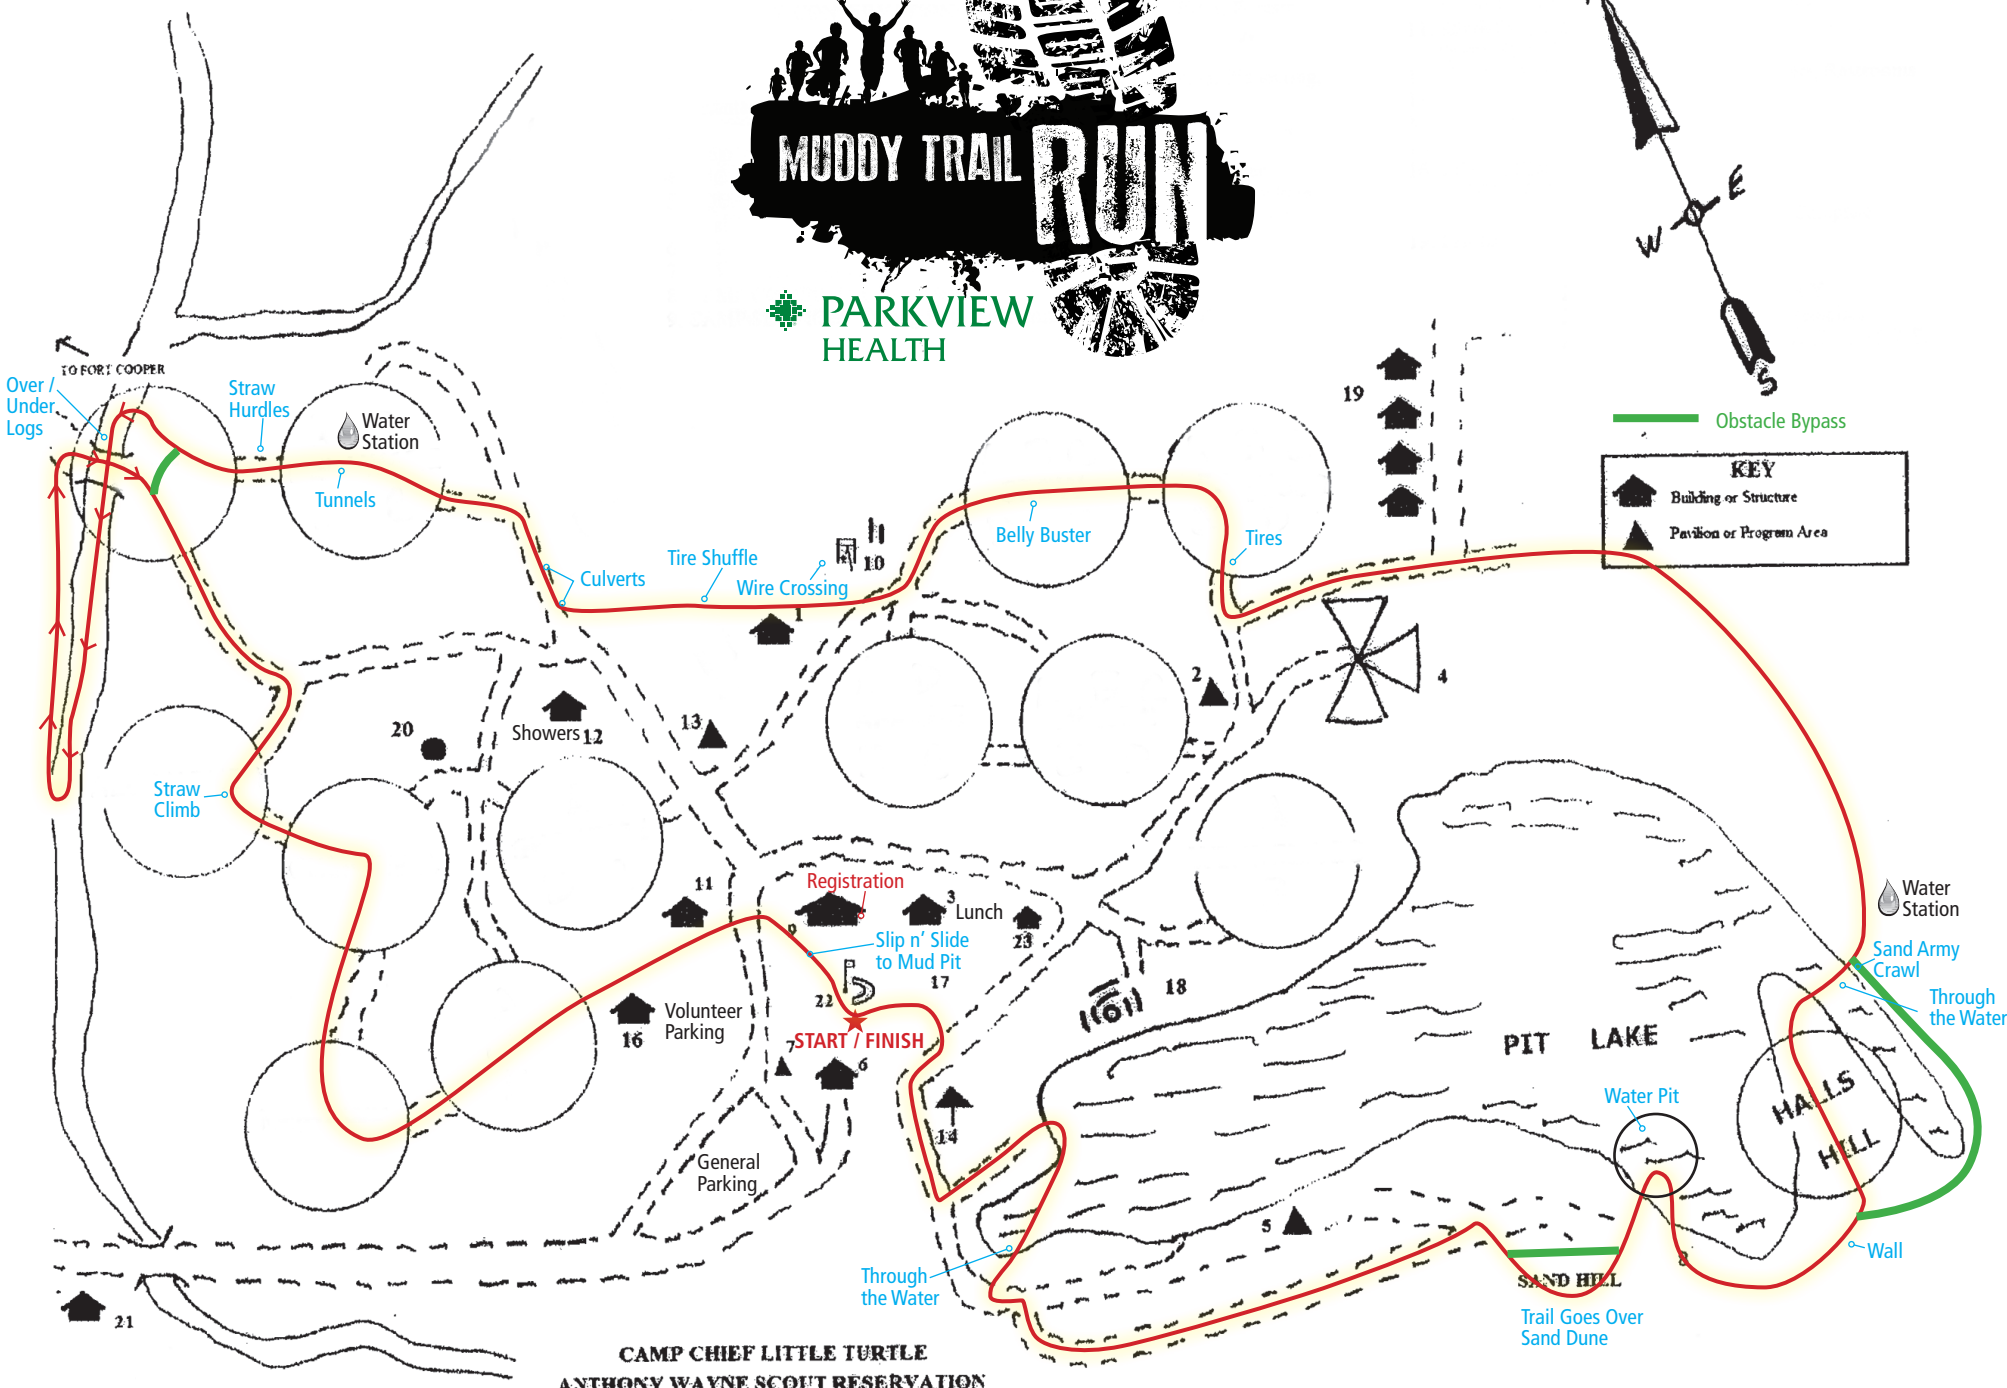 MUDDY TRAIL RUN
PARKVIEW
HEALTH
E
W
S
TO FORT COOPER
Over /
Under
Logs
Straw
Hurdles
Water
Station
Tunnels
Culverts
Tire Shuffle
Wire Crossing
10
1
Belly Buster
Tires
19
Obstacle Bypass
KEY
Building or Structure
Pavilion or Program Area
2
4
20
Showers 12
13
Straw
Climb
11
Registration
9
3
Lunch
23
Slip n' Slide
to Mud Pit
17
22
18
START / FINISH
Volunteer
Parking
16
7
6
14
General
Parking
PIT LAKE
Water
Station
Sand Army
Crawl
Through
the Water
HALLS
HILL
Water Pit
5
8
Wall
SAND HILL
Trail Goes Over
Sand Dune
Through
the Water
21
CAMP CHIEF LITTLE TURTLE
ANTHONY WAYNE SCOUT RESERVATION